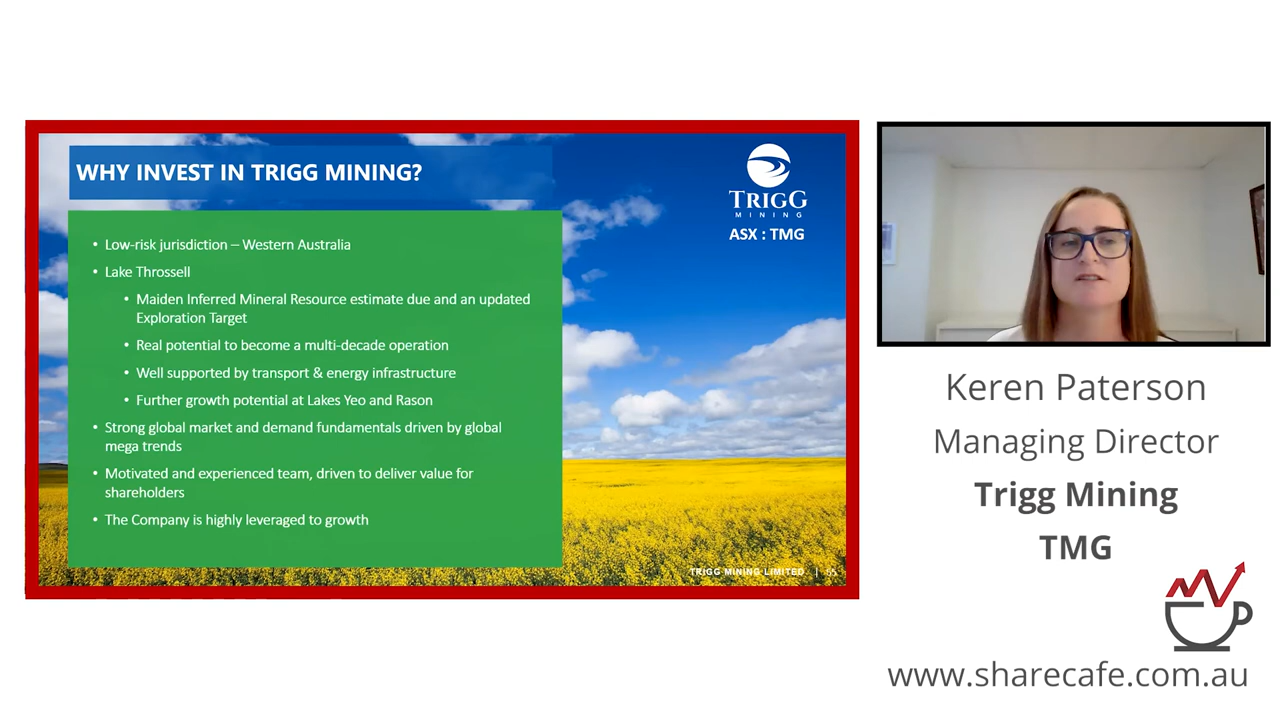 WHY INVEST IN TRIGG MINING?
TRIGG
MINING
ASX : TMG
• Low-risk jurisdiction – Western Australia
• Lake Throssell
• Maiden Inferred Mineral Resource estimate due and an updated
Exploration Target
• Real potential to become a multi-decade operation
• Well supported by transport & energy infrastructure
• Further growth potential at Lakes Yeo and Rason
• Strong global market and demand fundamentals driven by global
mega trends
• Motivated and experienced team, driven to deliver value for
shareholders
• The Company is highly leveraged to growth
TRIGG MINING LIMITED |
Keren Paterson
Managing Director
Trigg Mining
TMG
www.sharecafe.com.au